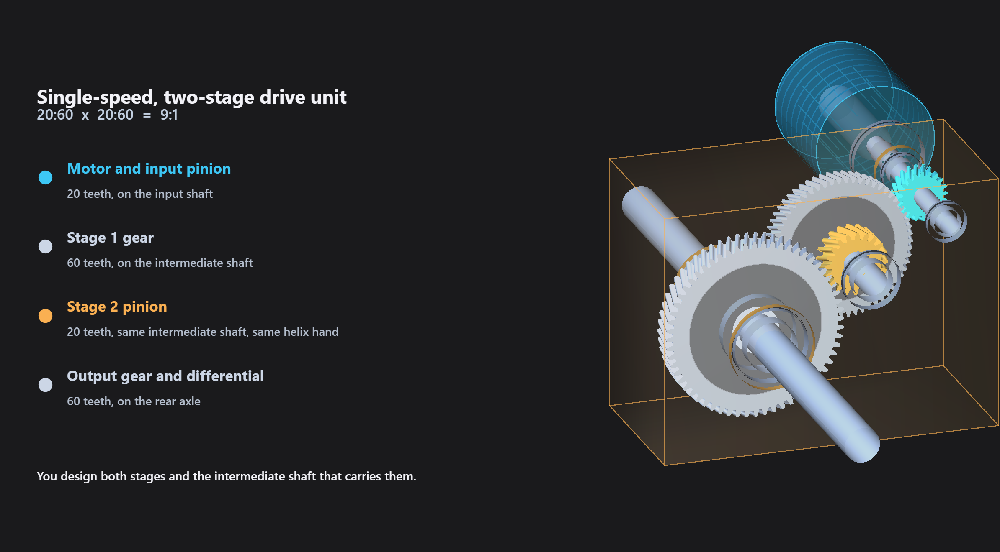 Single-speed, two-stage drive unit
20:60 x 20:60 = 9:1
Motor and input pinion
20 teeth, on the input shaft
Stage 1 gear
60 teeth, on the intermediate shaft
Stage 2 pinion
20 teeth, same intermediate shaft, same helix hand
Output gear and differential
60 teeth, on the rear axle
You design both stages and the intermediate shaft that carries them.